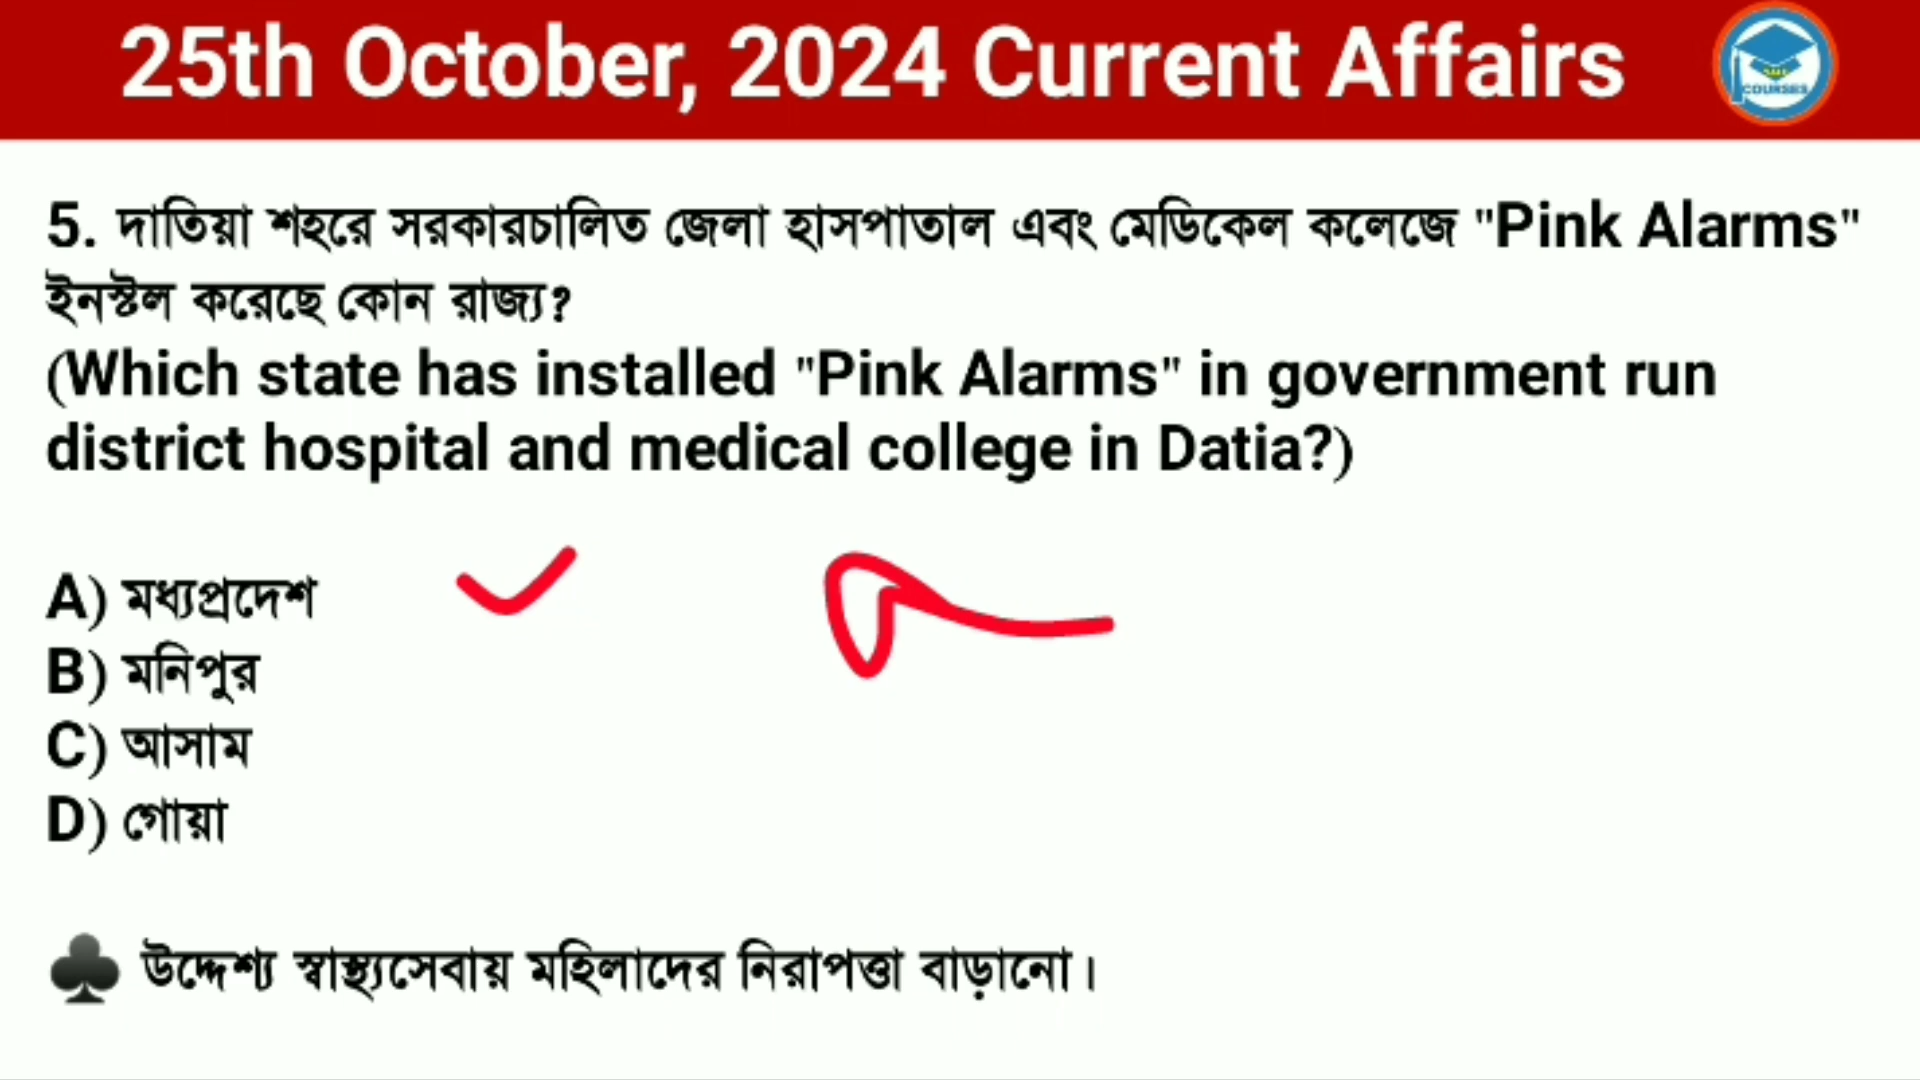 25th October, 2024 Current Affairs
COURSES
5. দাতিয়া শহরে সরকারচালিত জেলা হাসপাতাল এবং মেডিকেল কলেজে "Pink Alarms"
ইনস্টল করেছে কোন রাজ্য?
(Which state has installed "Pink Alarms" in government run
district hospital and medical college in Datia?)
A) মধ্যপ্রদেশ
B) মনিপুর
C) আসাম
D) গোয়া
উদ্দেশ্য স্বাস্থ্যসেবায় মহিলাদের নিরাপত্তা বাড়ানো।